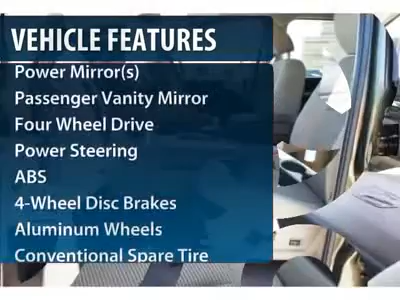 VEHICLE FEATURES
Power Mirror(s)
Passenger Vanity Mirror
Four Wheel Drive
Power Steering
ABS
4-Wheel Disc Brakes
Aluminum Wheels
Conventional Spare Tire